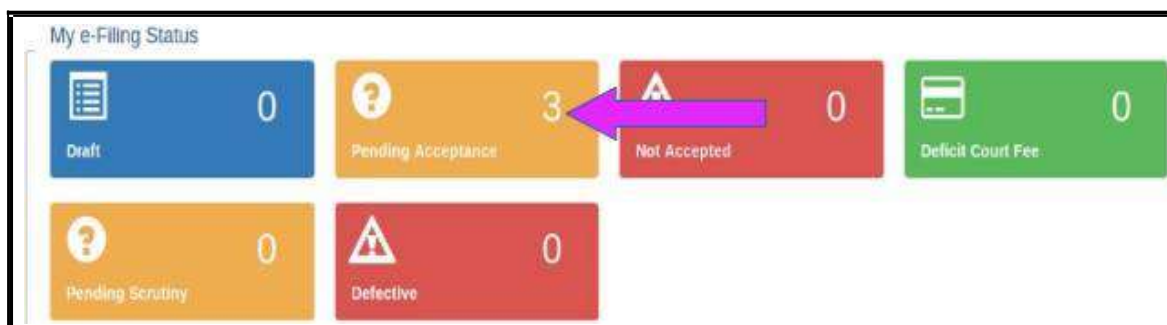 My e-Filing Status
0
Draft
3
Pending Acceptance
0
Not Accepted
0
Deficit Court Fee
0
Pending Scrutiny
0
Defective